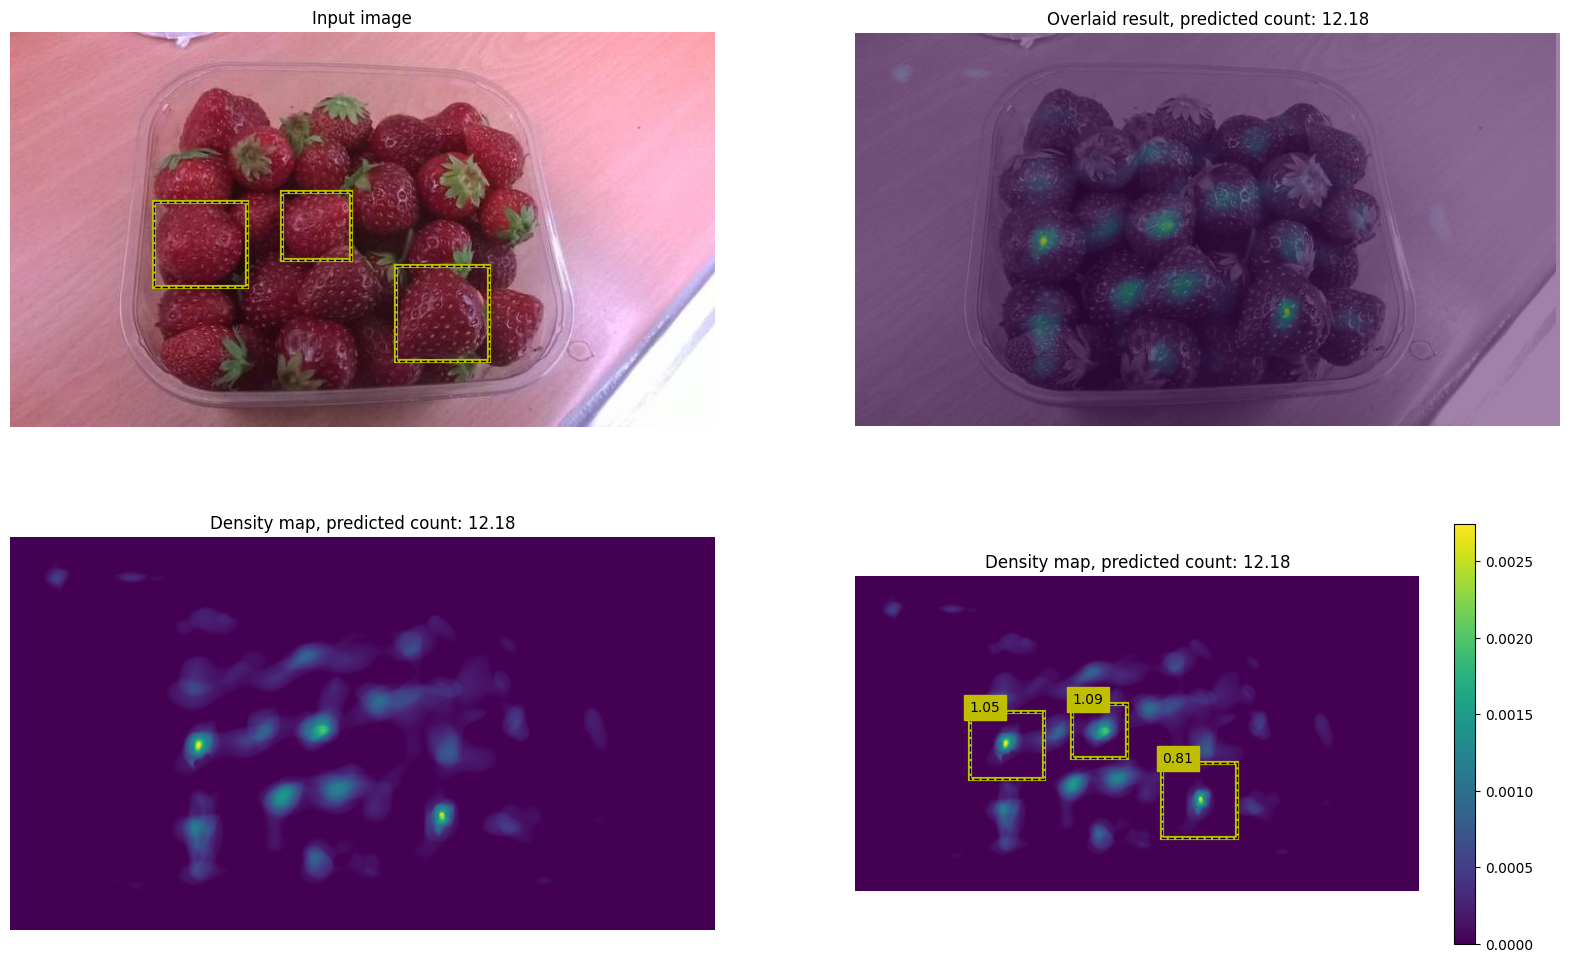 Input image
Overlaid result, predicted count: 12.18
Density map, predicted count: 12.18
Density map, predicted count: 12.18
1.05
1.09
0.81
0.0025
0.0020
0.0015
0.0010
0.0005
0.0000